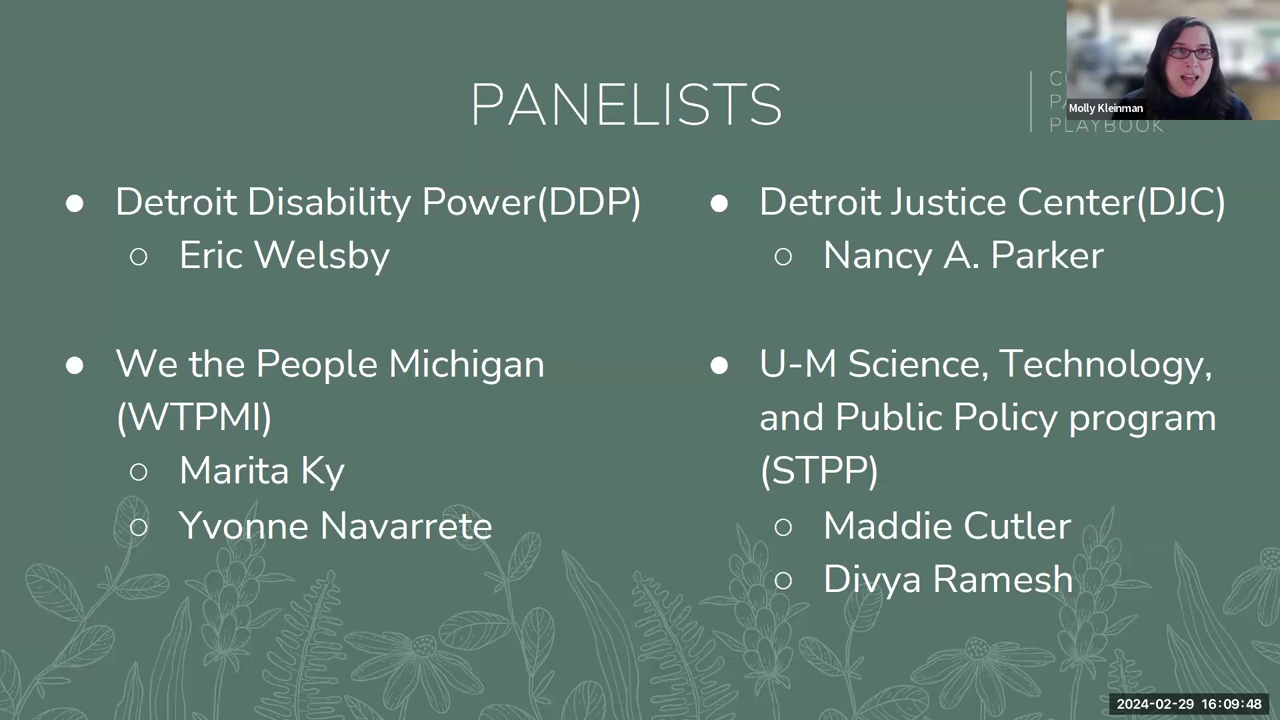 PANELISTS
PLAYBOOK
Molly Kleinman
● Detroit Disability Power(DDP)
○ Eric Welsby
● We the People Michigan
(WTPMI)
○ Marita Ky
○ Yvonne Navarrete
● Detroit Justice Center(DJC)
○ Nancy A. Parker
● U-M Science, Technology,
and Public Policy program
(STPP)
○ Maddie Cutler
○ Divya Ramesh
2024-02-29 16:09:48